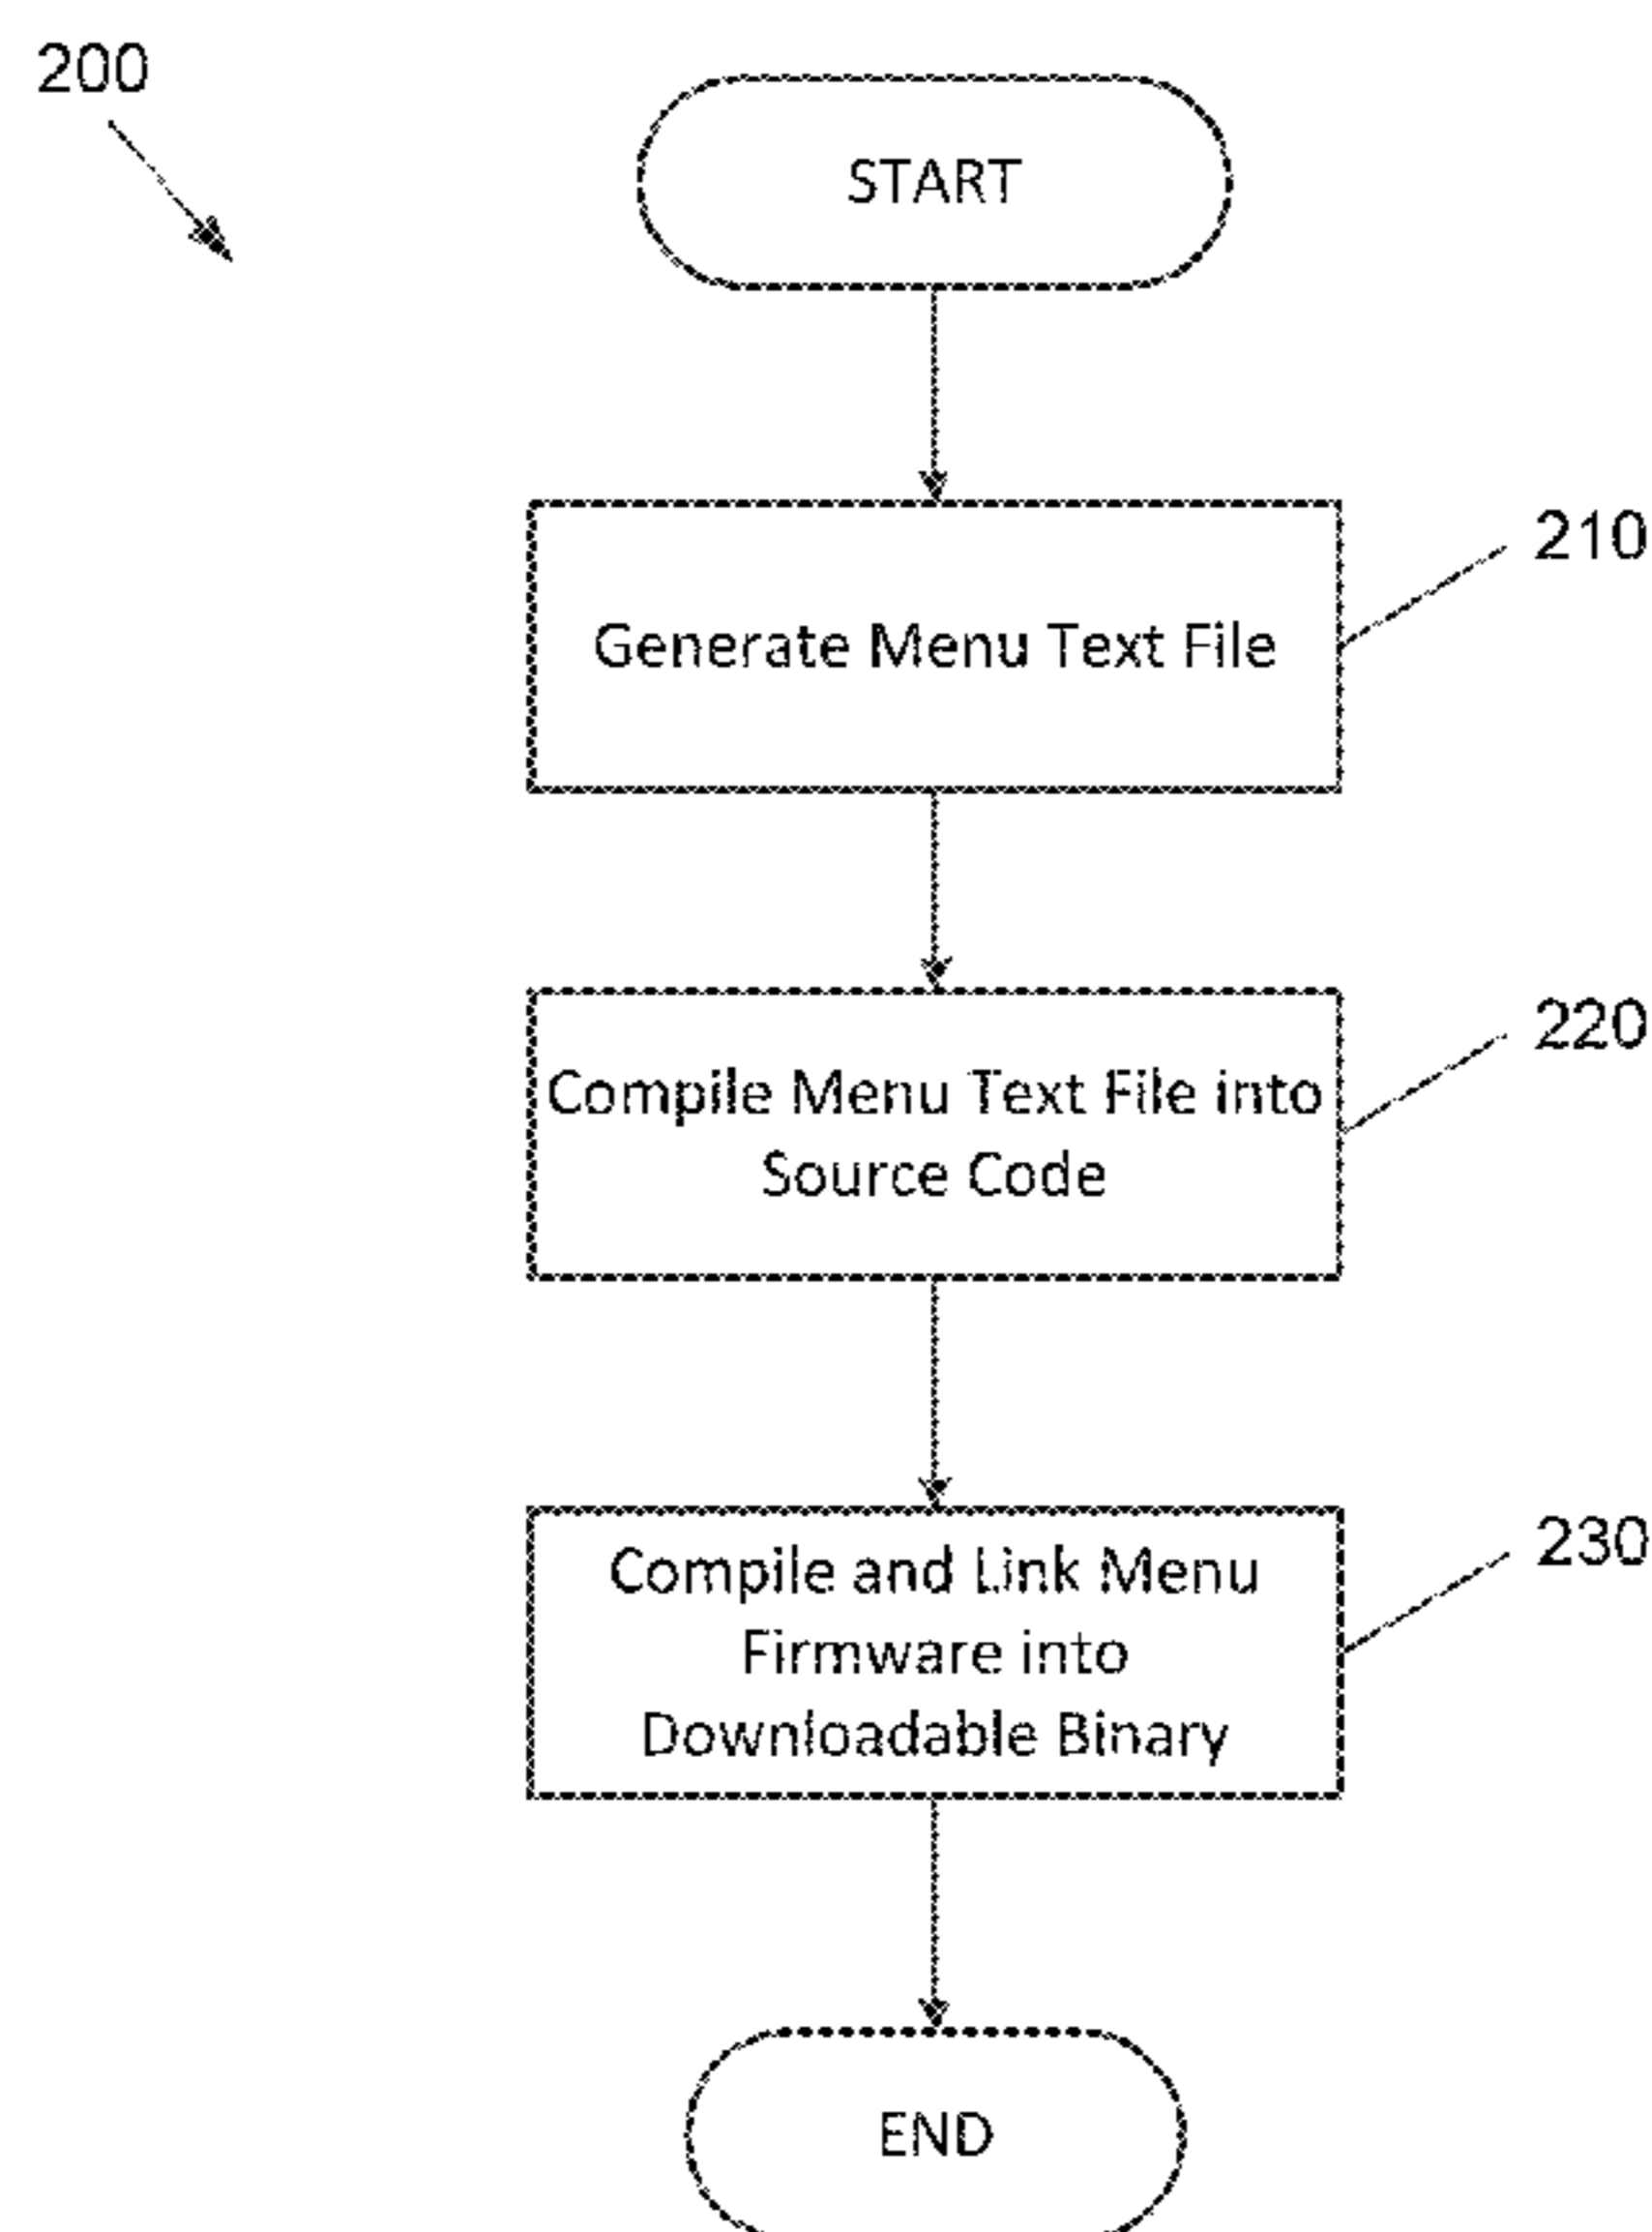 200
START
210
Generate Menu Text File
220
Compile Menu Text File into
Source Code
230
Compile and Link Menu
Firmware into
Downloadable Binary
END